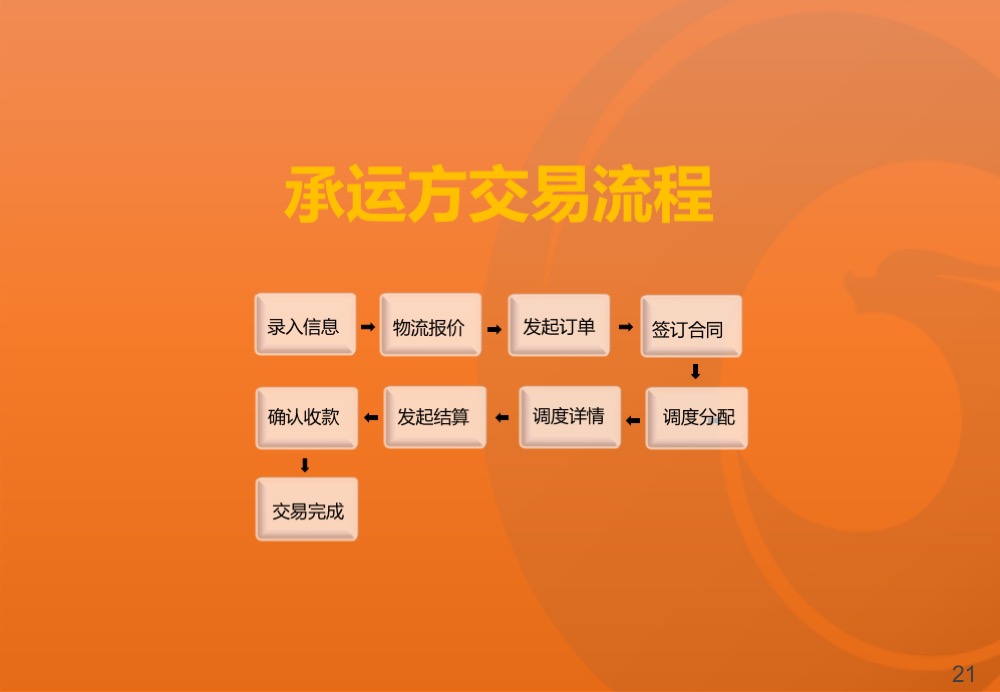 承运方交易流程
录入信息
物流报价
发起订单
签订合同
调度分配
调度详情
发起结算
确认收款
交易完成
21